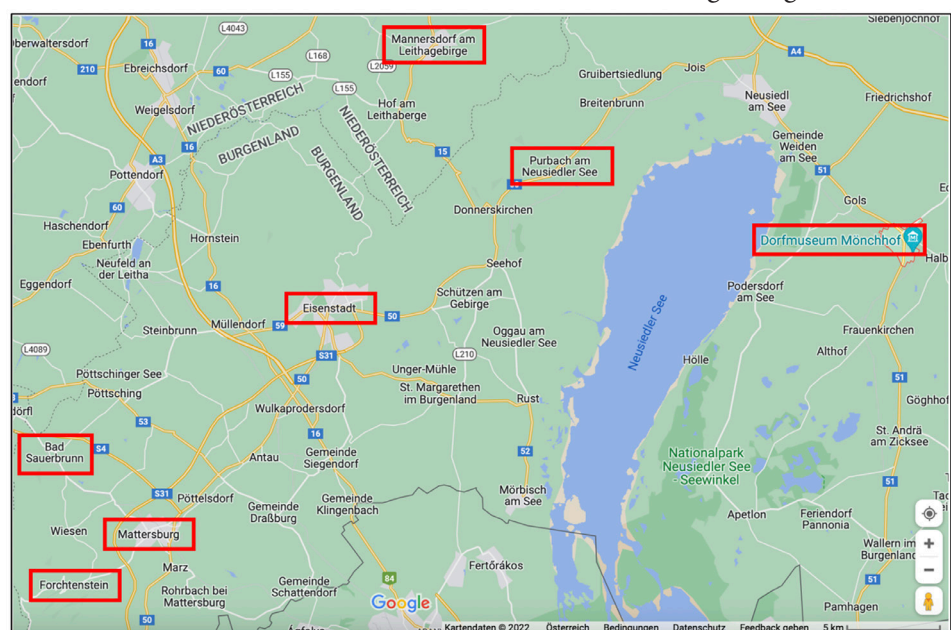 Siebenjochhof
L4043
Mannersdorf am
Leithagebirge
berwaltersdorf
16
A4
L168
210
Ebreichsdorf
60
L155
L2059
endorf
Jois
Gruibertsiedlung
L155
Neusiedl
am See
Friedrichshof
Weigelsdorf
NIEDERÖSTERREICH
BURGENLAND
Hof am
Leithaberge
Breitenbrunn
NIEDERÖSTERREICH
BURGENLAND
Gemeinde
Weiden
am See
16
A3
15
Purbach am
Neusiedler See
51
Pottendorf
60
Donnerskirchen
Gols
Haschendorf
Hornstein
Dorfmuseum Mönchhof
Ebenfurth
Halb
Neufeld an
der Leitha
Seehof
Eggendorf
16
Podersdorf
am See
Schützen am
Gebirge
Eisenstadt
50
Steinbrunn
Müllendorf
59
Oggau am
Neusiedler See
Neusiedler See
Frauenkirchen
L4089
S31
L210
Hölle
Althof
Pöttschinger See
Unger-Mühle
50
51
Pöttsching
St. Margarethen
im Burgenland
Rust
Göghhof
dörfl
Wulkaprodersdorf
S3
16
St. Andrä
am Zicksee
Bad
Sauerbrunn
S4
Antau
Gemeinde
Siegendorf
52
Nationalpark
Neusiedler See
- Seewinkel
S31
Pöttelsdorf
Gemeinde
Draßburg
Gemeinde
Klingenbach
Mörbisch
am See
Apetlon
Feriendorf
Pannonia
Wiesen
Mattersburg
Wallern im
Burgenland
Marz
Fertőrákos
Forchtenstein
84
51
Rohrbach bei
Mattersburg
Gemeinde
Schattendorf
Google
Pamhagen
50
Kartendaten © 2022 Österreich Bedingungen Datenschutz Feedback geben 5 km